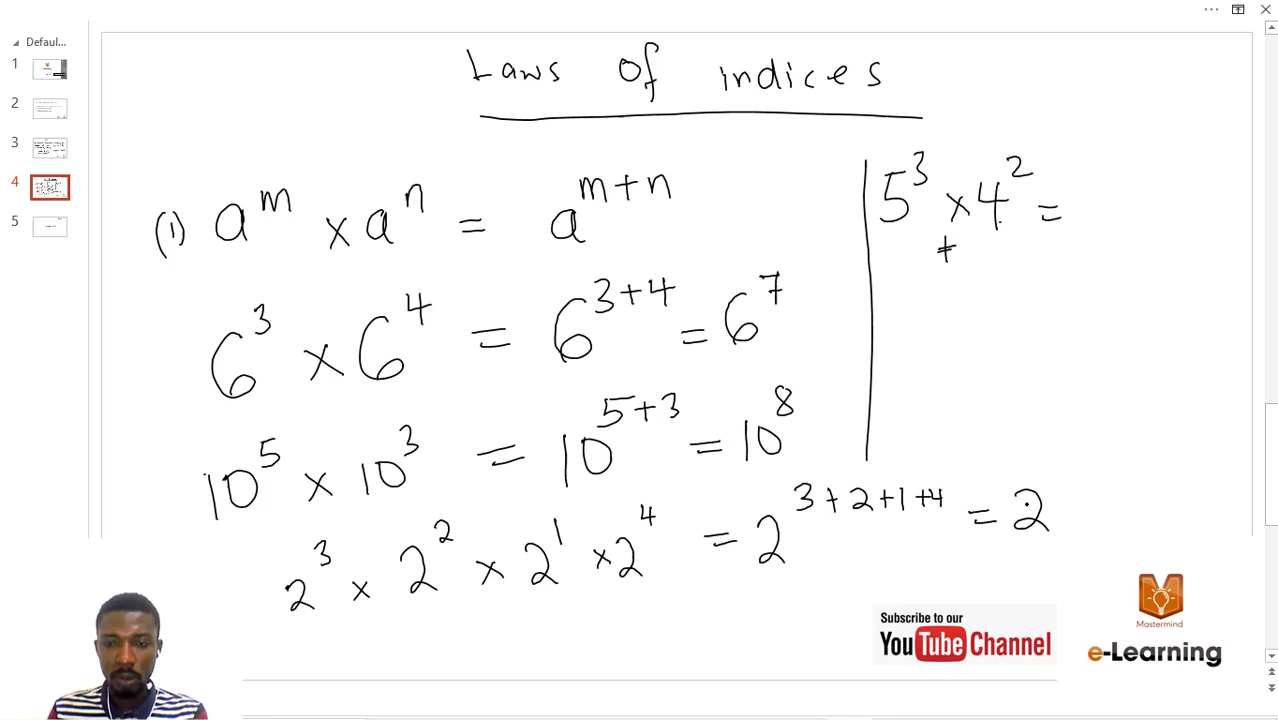 Defaul...
1
2
3
4
5
Laws of indices
(1) a^m × a^n = a^(m+n)
6^3 × 6^4 = 6^(3+4) = 6^7
10^5 × 10^3 = 10^(5+3) = 10^8
2^3 × 2^2 × 2^1 × 2^4 = 2^(3+2+1+4) = 2
5^3 × 4^2 =
≠
Subscribe to our
YouTube Channel
Mastermind
e-Learning